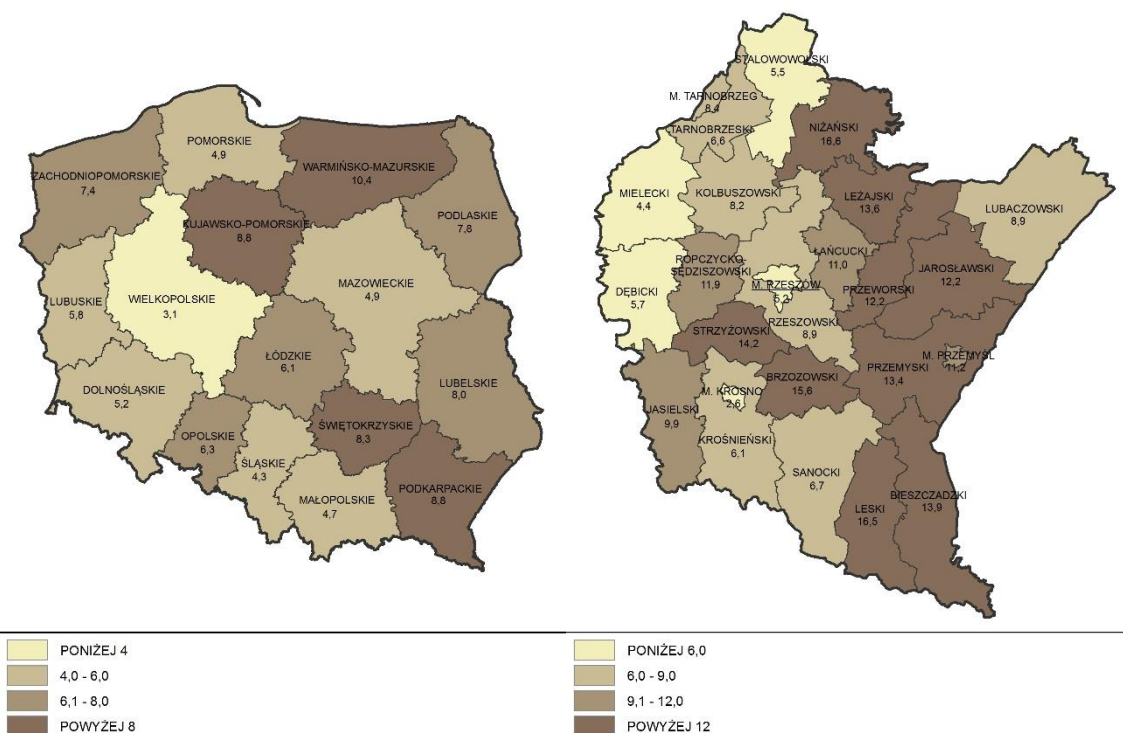 POMORSKIE
4,9
WARMIŃSKO-MAZURSKIE
10,4
ZACHODNIOPOMORSKIE
7,4
PODLASKIE
7,8
KUJAWSKO-POMORSKIE
8,8
MAZOWIECKIE
4,9
LUBUSKIE
5,8
WIELKOPOLSKIE
3,1
ŁÓDZKIE
6,1
DOLNOŚLĄSKIE
5,2
LUBELSKIE
8,0
OPOLSKIE
6,3
ŚWIĘTOKRZYSKIE
8,3
ŚLĄSKIE
4,3
MAŁOPOLSKIE
4,7
PODKARPACKIE
8,8
STALOWOWOLSKI
5,5
M. TARNOBRZEG
8,4
TARNOBRZESKI
6,6
NIŻAŃSKI
16,6
MIELECKI
4,4
KOLBUSZOWSKI
8,2
LEŻAJSKI
13,6
LUBACZOWSKI
8,9
ROPCZYCKO-
SĘDZISZOWSKI
11,9
ŁAŃCUCKI
11,0
JAROSŁAWSKI
12,2
DĘBICKI
5,7
M. RZESZÓW
5,2
PRZEWORSKI
12,2
RZESZOWSKI
8,9
STRZYŻOWSKI
14,2
M. PRZEMYŚL
11,2
PRZEMYSKI
13,4
BRZOZOWSKI
15,6
M. KROSNO
2,6
JASIELSKI
9,9
KROŚNIEŃSKI
6,1
SANOCKI
6,7
LESKI
16,5
BIESZCZADZKI
13,9
PONIŻEJ 4
4,0 - 6,0
6,1 - 8,0
POWYŻEJ 8
PONIŻEJ 6,0
6,0 - 9,0
9,1 - 12,0
POWYŻEJ 12